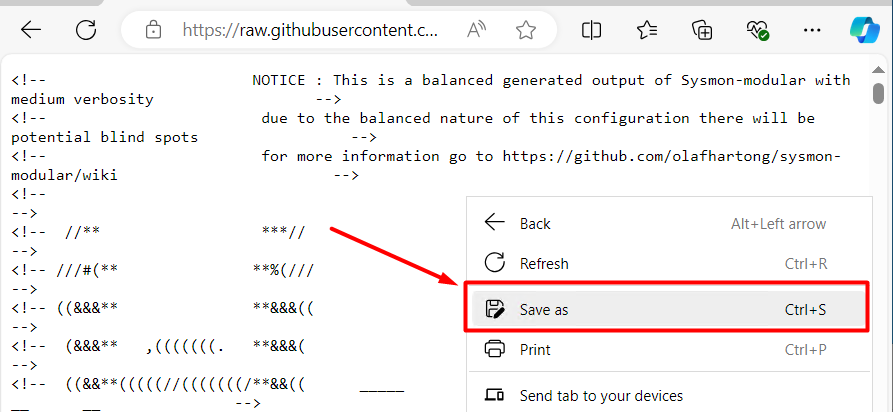 https://raw.githubusercontent.c...
<!-- NOTICE : This is a balanced generated output of Sysmon-modular with
medium verbosity -->
<!-- due to the balanced nature of this configuration there will be
potential blind spots -->
<!-- for more information go to https://github.com/olafhartong/sysmon-
modular/wiki -->
<!--
-->
<!-- //** ***//
-->
<!-- ///#(** **%(///
-->
<!-- ((&&&** **&&&((
-->
<!-- (&&&** ,(((((((. **&&&(
-->
<!-- ((&&**(((((//(((((((/**&&(( _____
__ __ -->
Back Alt+Left arrow
Refresh Ctrl+R
Save as Ctrl+S
Print Ctrl+P
Send tab to your devices